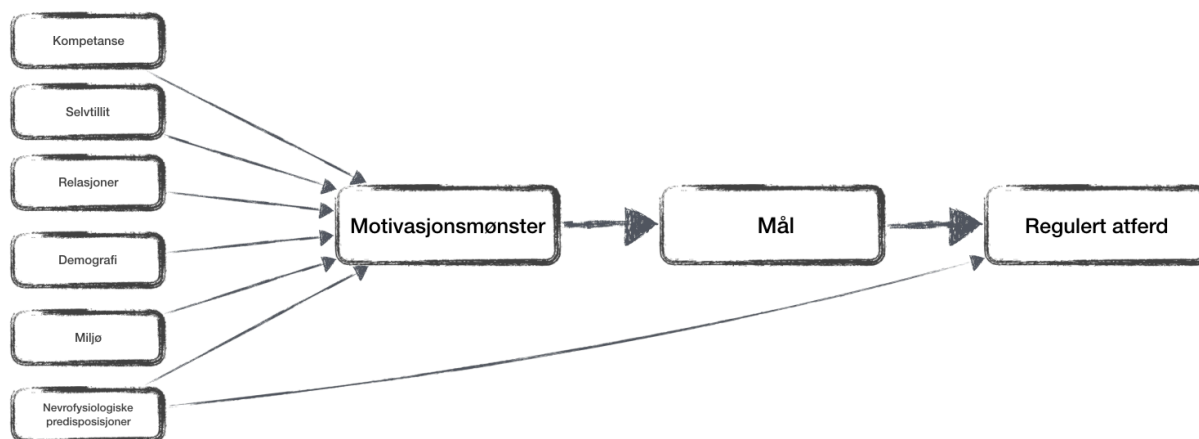 Kompetanse
Selvtillit
Relasjoner
Demografi
Miljø
Nevrofysiologiske
predisposisjoner
Motivasjonsmønster
Mål
Regulert atferd